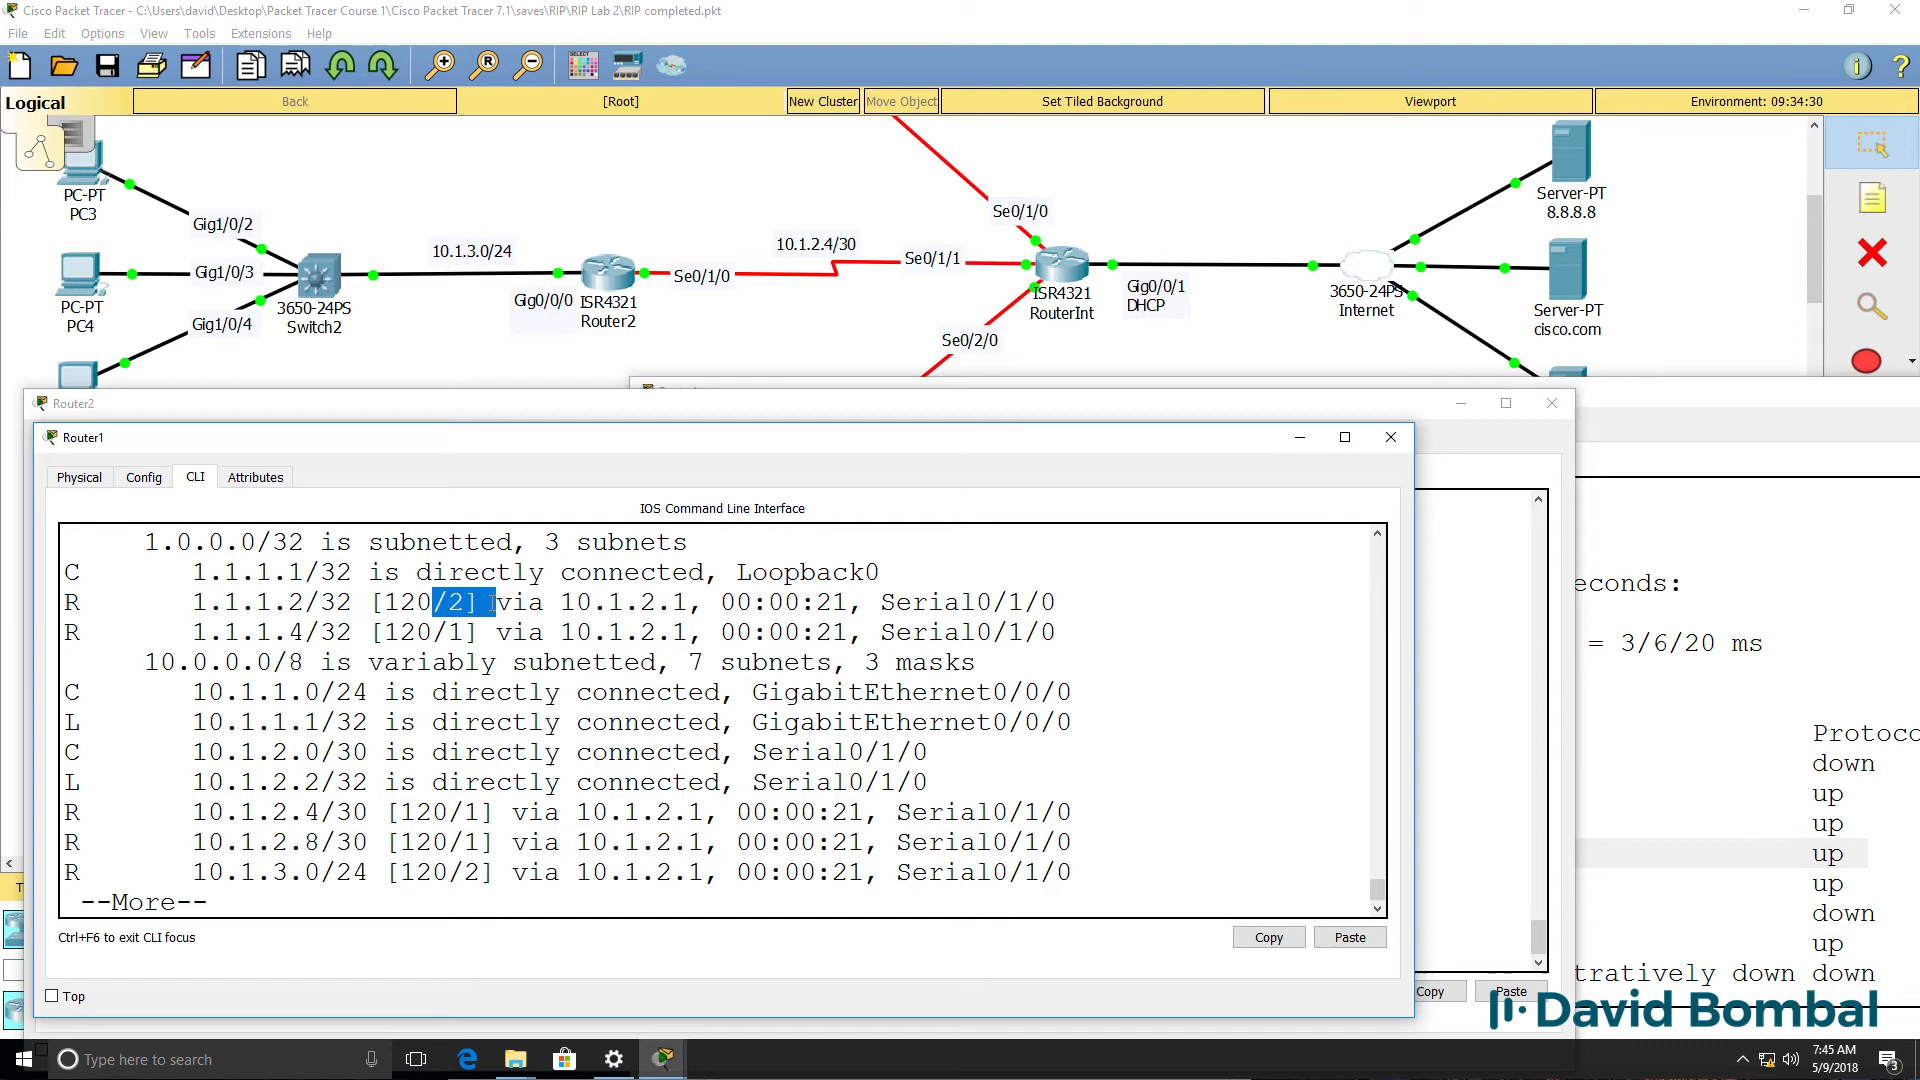 Cisco Packet Tracer - C:\Users\david\Desktop\Packet Tracer Course 1\Cisco Packet Tracer 7.1\saves\RIP\RIP Lab 2\RIP completed.pkt
File Edit Options View Tools Extensions Help
Logical Back [Root] New Cluster Move Object Set Tiled Background Viewport Environment: 09:34:30
PC-PT
PC3
Gig1/0/2
Gig1/0/3
Gig1/0/4
PC-PT
PC4
3650-24PS
Switch2
10.1.3.0/24
Gig0/0/0
ISR4321
Router2
Se0/1/0
10.1.2.4/30
Se0/1/1
Se0/1/0
ISR4321
RouterInt
Se0/2/0
Gig0/0/1
DHCP
3650-24PS
Internet
Server-PT
8.8.8.8
Server-PT
cisco.com
Router2
Router1
Physical Config CLI Attributes
IOS Command Line Interface
1.0.0.0/32 is subnetted, 3 subnets
C 1.1.1.1/32 is directly connected, Loopback0
R 1.1.1.2/32 [120/2] via 10.1.2.1, 00:00:21, Serial0/1/0
R 1.1.1.4/32 [120/1] via 10.1.2.1, 00:00:21, Serial0/1/0
10.0.0.0/8 is variably subnetted, 7 subnets, 3 masks
C 10.1.1.0/24 is directly connected, GigabitEthernet0/0/0
L 10.1.1.1/32 is directly connected, GigabitEthernet0/0/0
C 10.1.2.0/30 is directly connected, Serial0/1/0
L 10.1.2.2/32 is directly connected, Serial0/1/0
R 10.1.2.4/30 [120/1] via 10.1.2.1, 00:00:21, Serial0/1/0
R 10.1.2.8/30 [120/1] via 10.1.2.1, 00:00:21, Serial0/1/0
R 10.1.3.0/24 [120/2] via 10.1.2.1, 00:00:21, Serial0/1/0
--More--
Ctrl+F6 to exit CLI focus Copy Paste
Top
econds:
= 3/6/20 ms
Protoco
down
up
up
up
up
down
up
tratively down down
Copy Paste
David Bombal
Type here to search
7:45 AM
5/9/2018
3